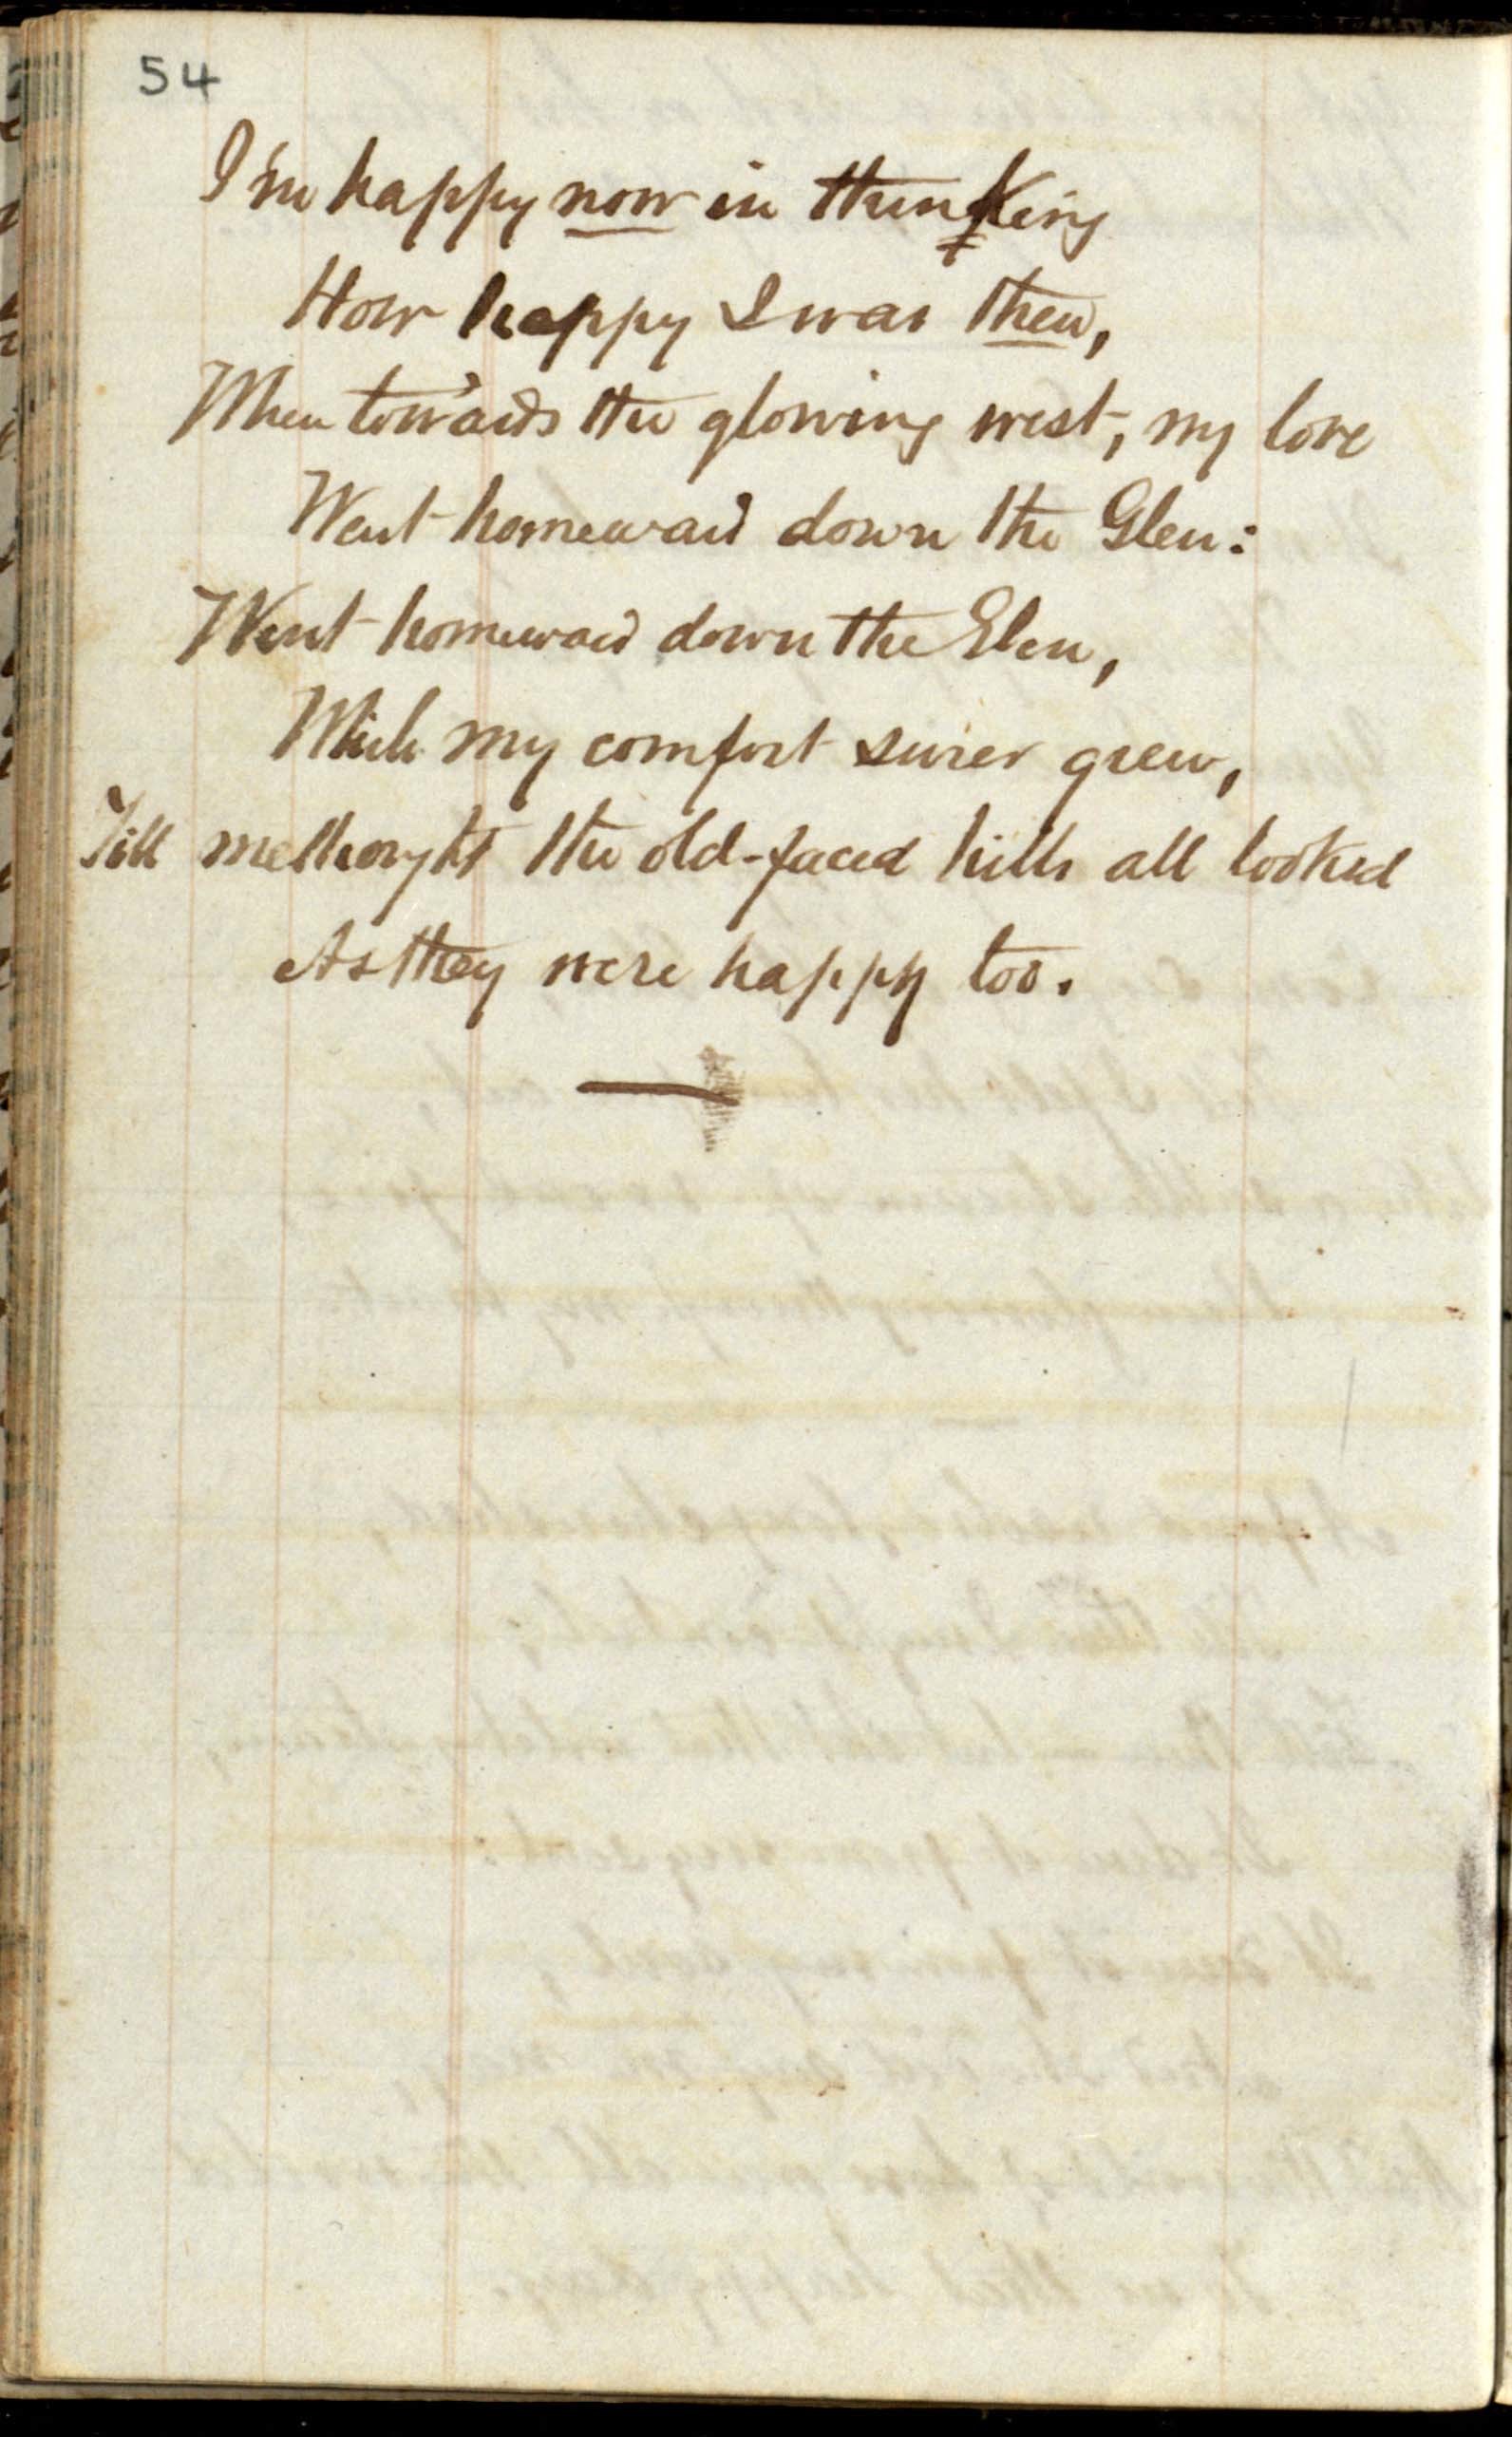 54
I'm happy now in thinking
How happy I was then,
When tow'ards the glowing west, my love
Went homeward down the Glen:
Went homeward down the Glen,
While my comfort surer grew,
Till methought the old-faced hills all looked
As they were happy too.